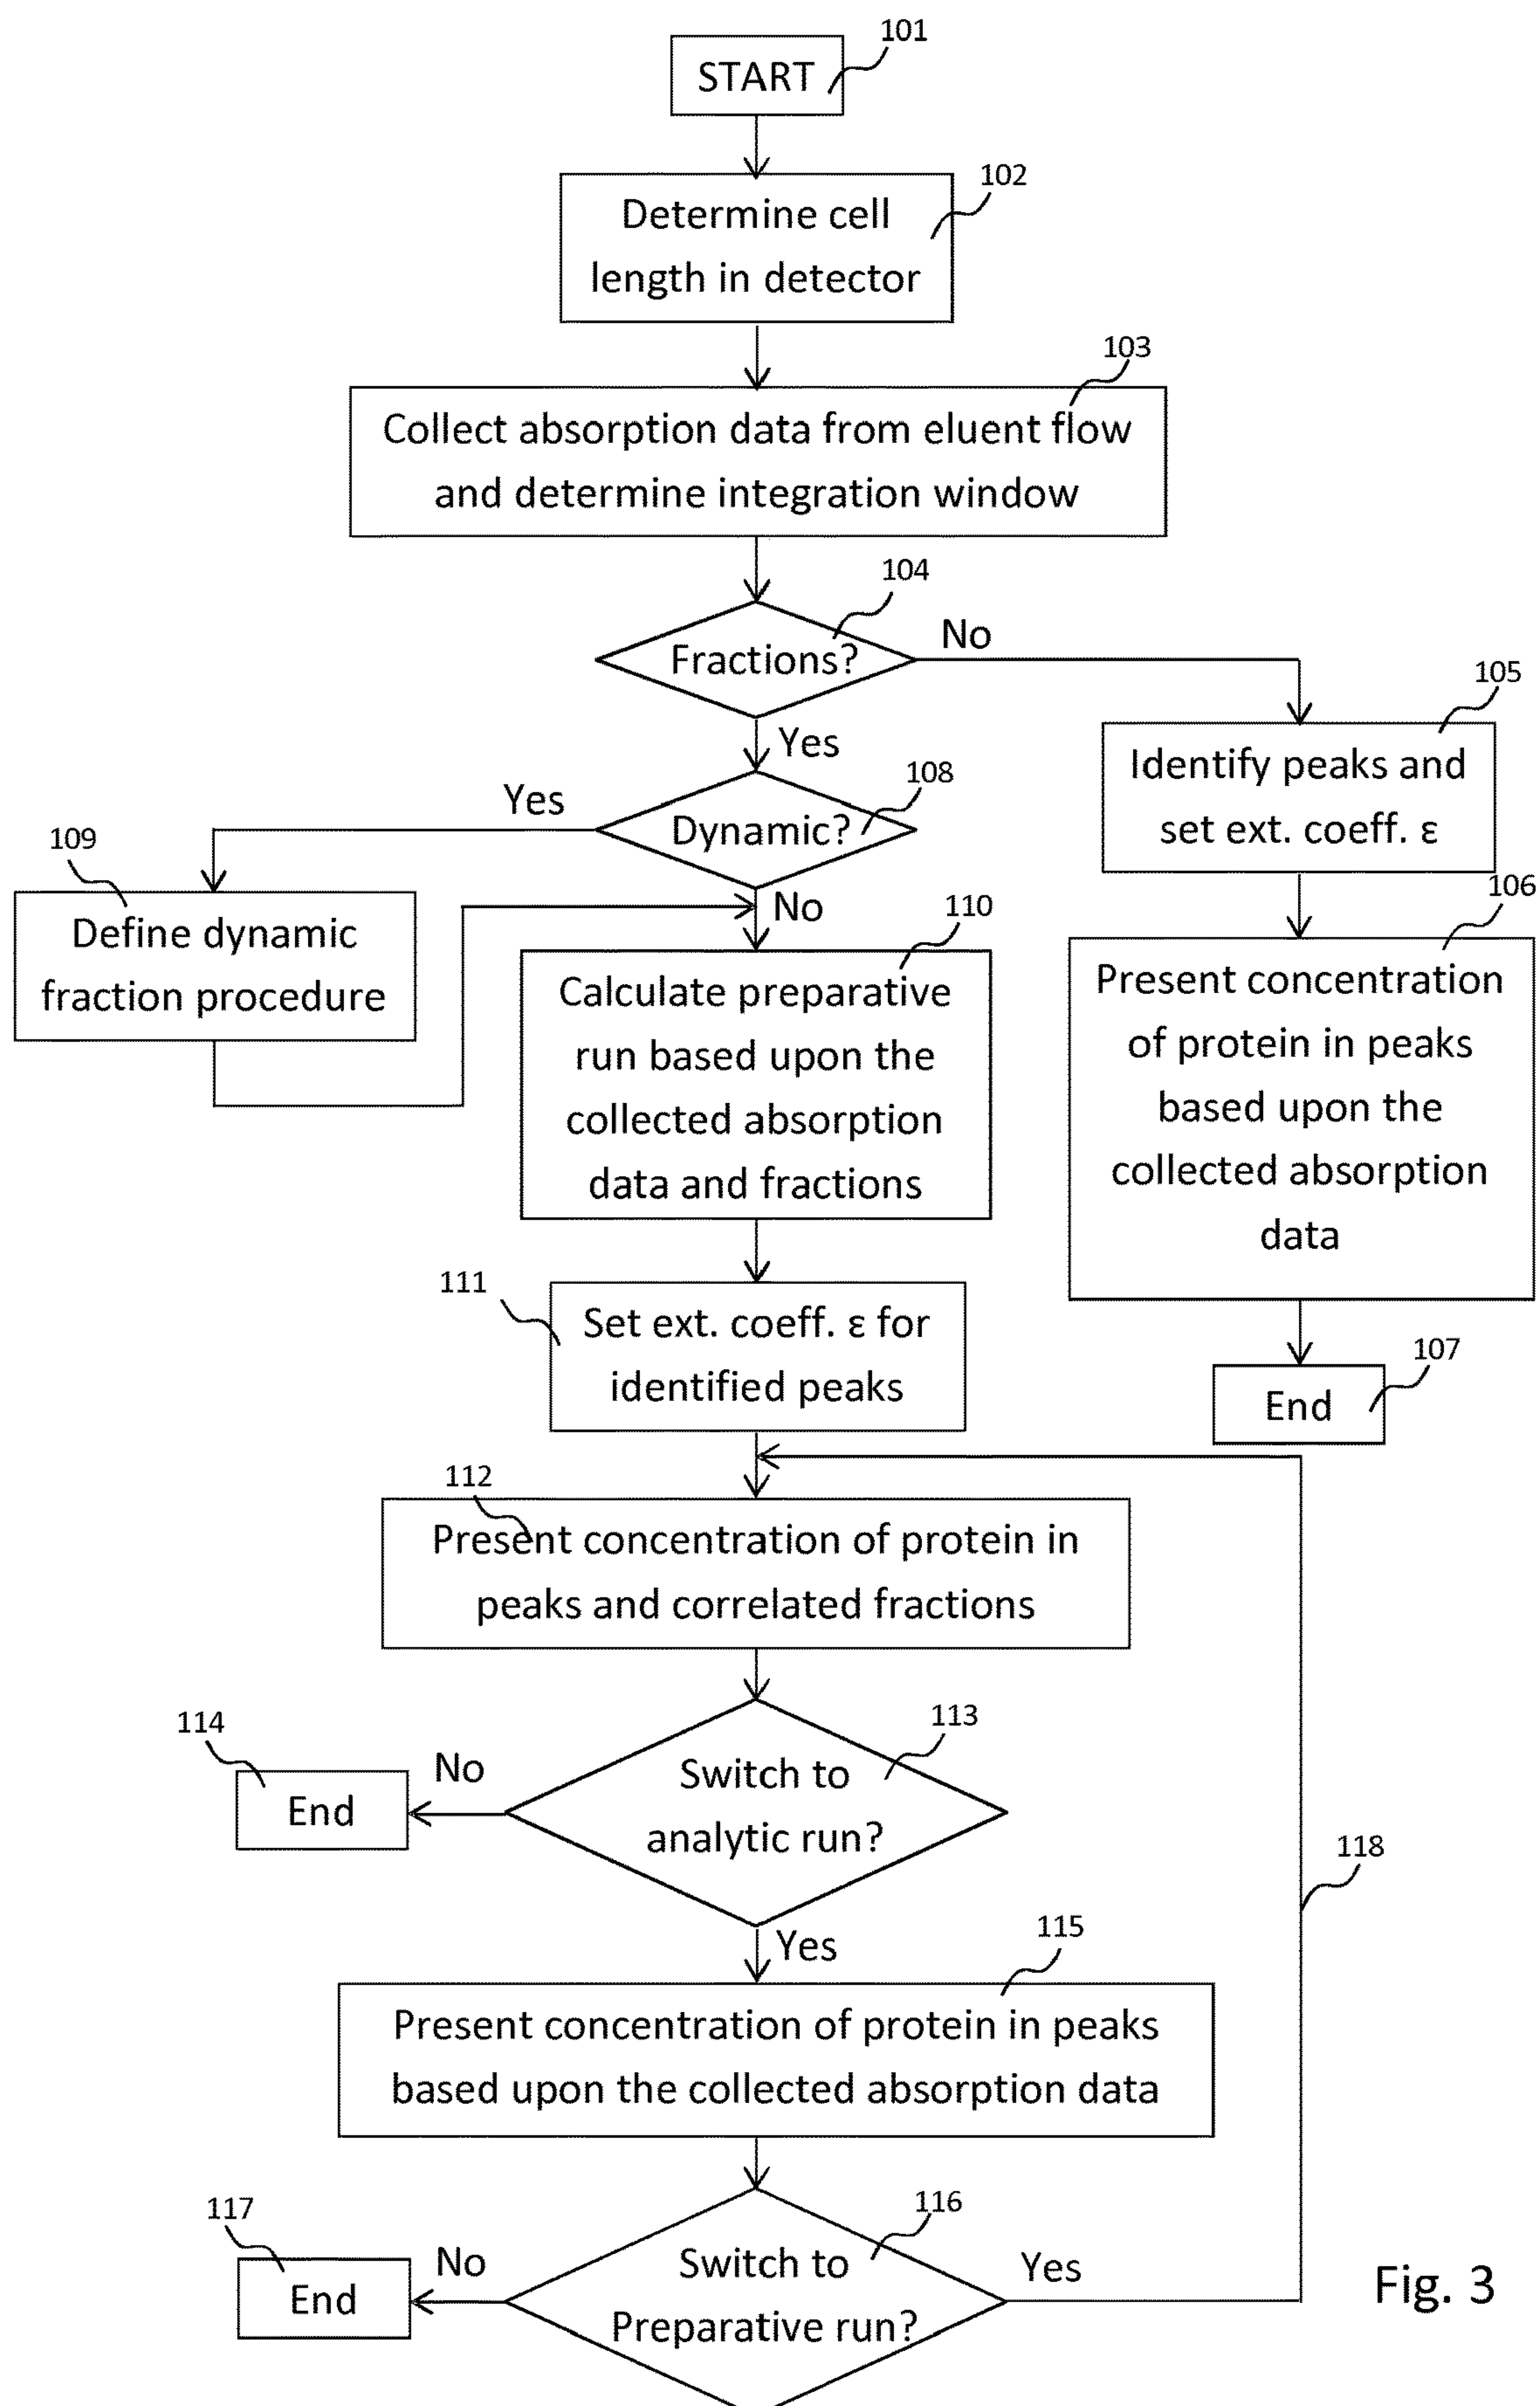 101
START
102
Determine cell
length in detector
103
Collect absorption data from eluent flow
and determine integration window
104
Fractions?
No
105
Identify peaks and
set ext. coeff. ε
106
Present concentration
of protein in peaks
based upon the
collected absorption
data
107
End
Yes
108
Dynamic?
Yes
109
Define dynamic
fraction procedure
No
110
Calculate preparative
run based upon the
collected absorption
data and fractions
111
Set ext. coeff. ε for
identified peaks
112
Present concentration of protein in
peaks and correlated fractions
113
Switch to
analytic run?
No
114
End
Yes
115
Present concentration of protein in peaks
based upon the collected absorption data
116
Switch to
Preparative run?
No
117
End
Yes
118
Fig. 3